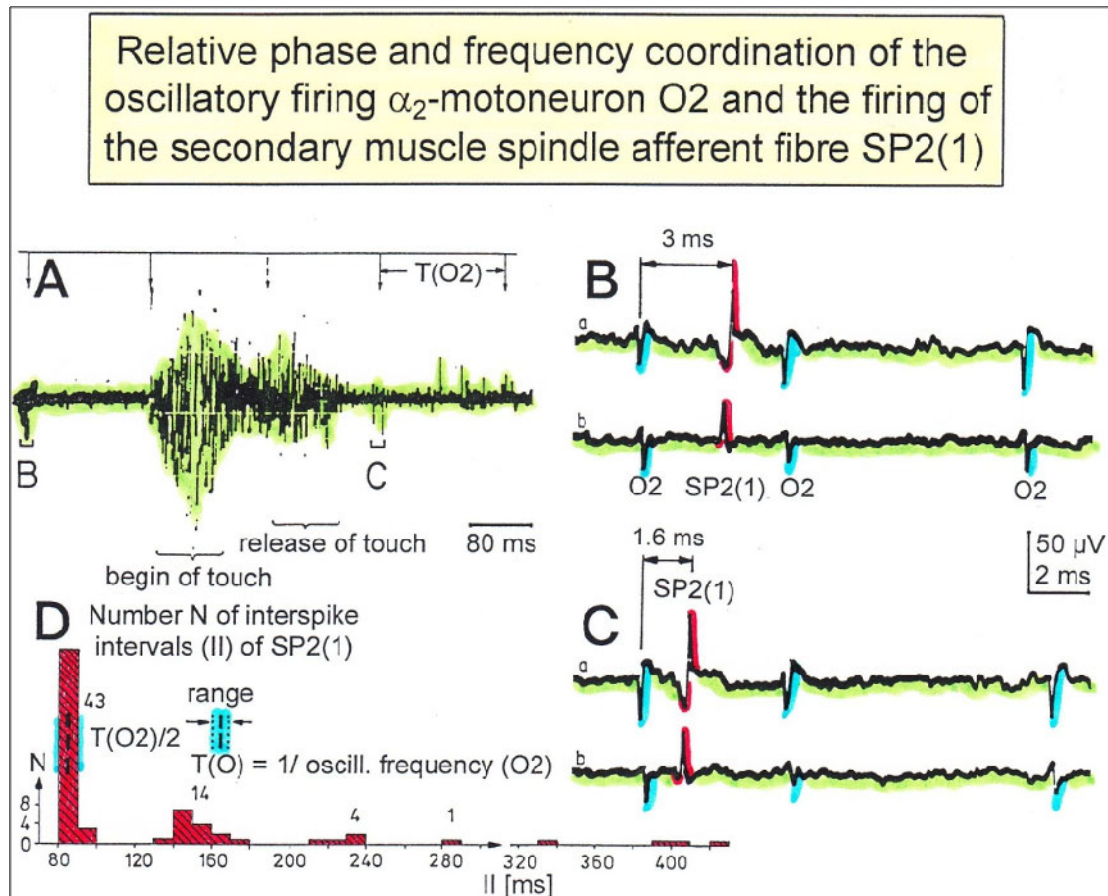 Relative phase and frequency coordination of the
oscillatory firing α₂-motoneuron O2 and the firing of
the secondary muscle spindle afferent fibre SP2(1)
A
T(O2)
B
C
begin of touch
release of touch
80 ms
B
3 ms
a
b
O2
SP2(1)
O2
O2
50 µV
2 ms
C
1.6 ms
SP2(1)
a
b
D
Number N of interspike
intervals (II) of SP2(1)
43
range
T(O2)/2
T(O) = 1/ oscill. frequency (O2)
N
14
4
1
8
4
0
80
120
160
200
240
280
320
360
400
II [ms]